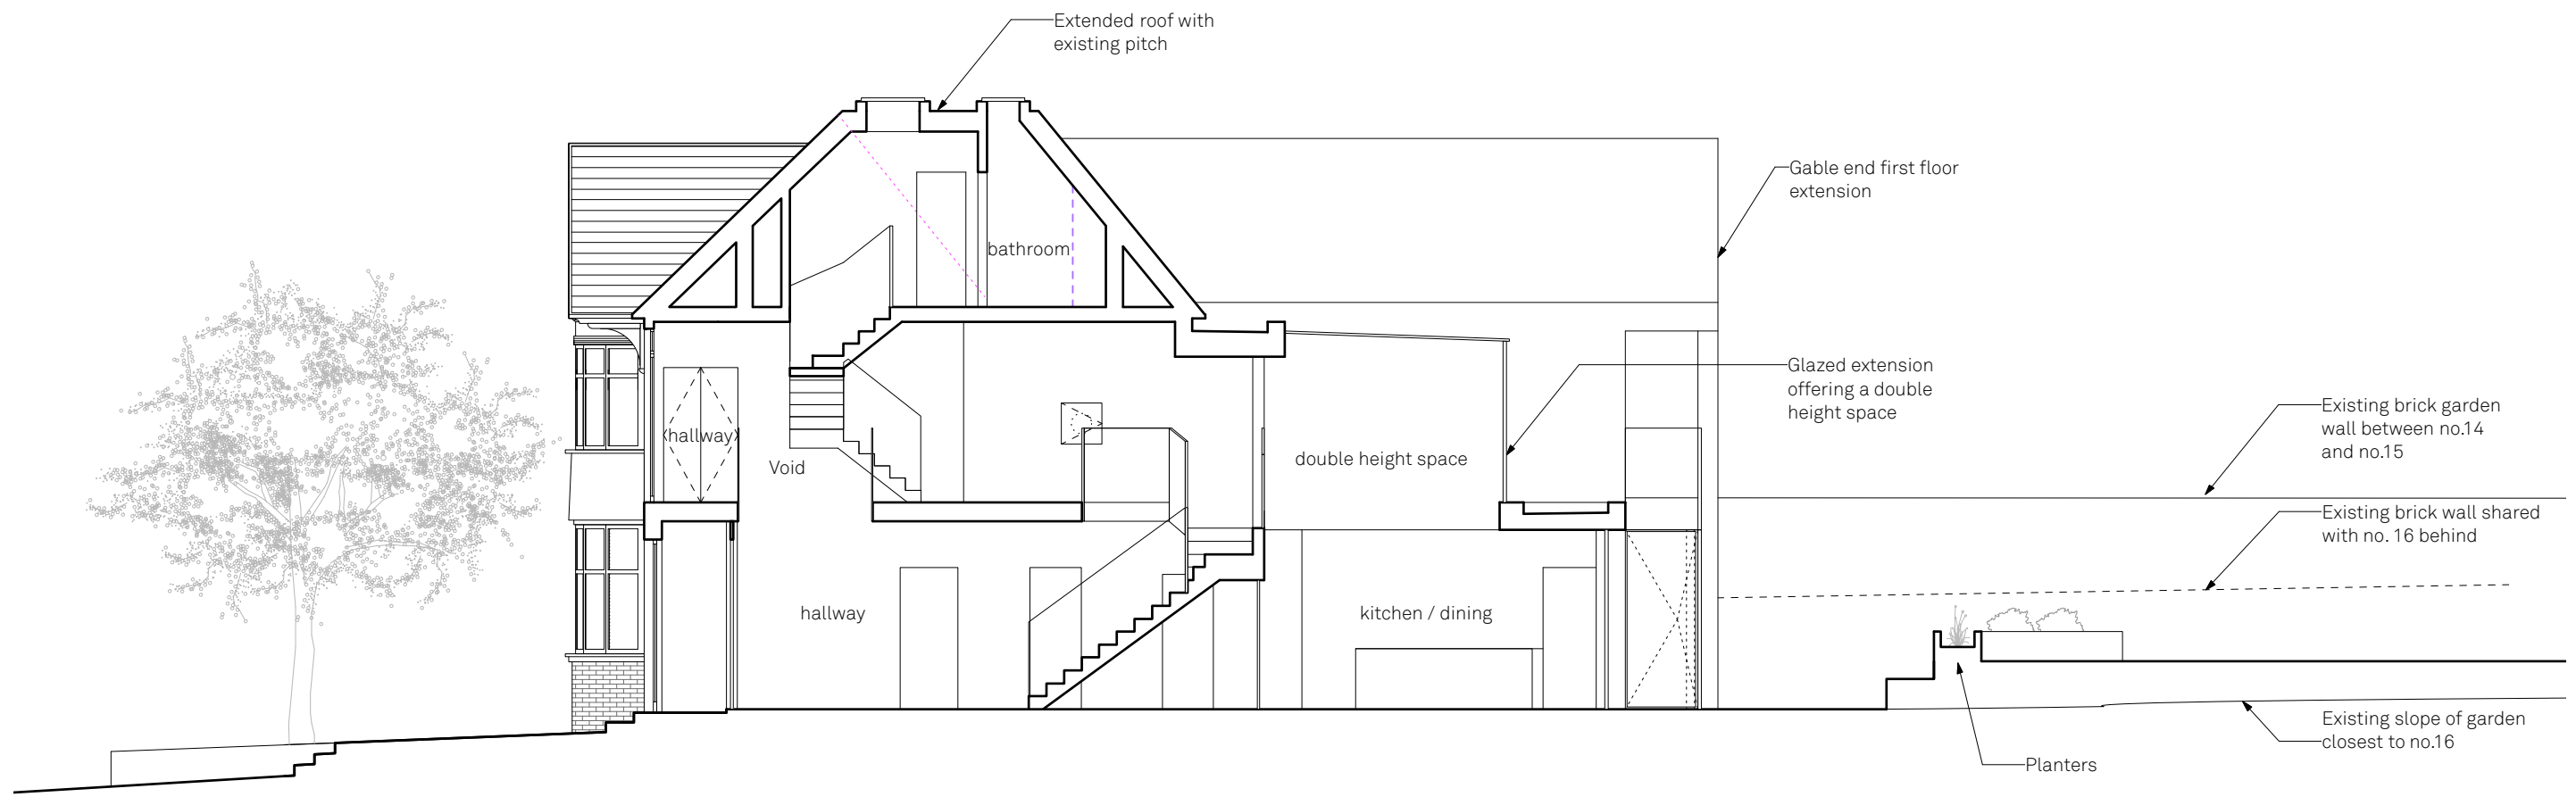 Extended roof with
existing pitch
Gable end first floor
extension
bathroom
Glazed extension
offering a double
height space
Existing brick garden
wall between no.14
and no.15
hallway
Void
double height space
Existing brick wall shared
with no. 16 behind
hallway
kitchen / dining
Existing slope of garden
closest to no.16
Planters